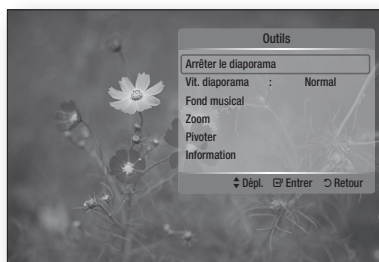 Outils
Arrêter le diaporama
Vit. diaporama : Normal
Fond musical
Zoom
Pivoter
Information
Dépl. Entrer Retour